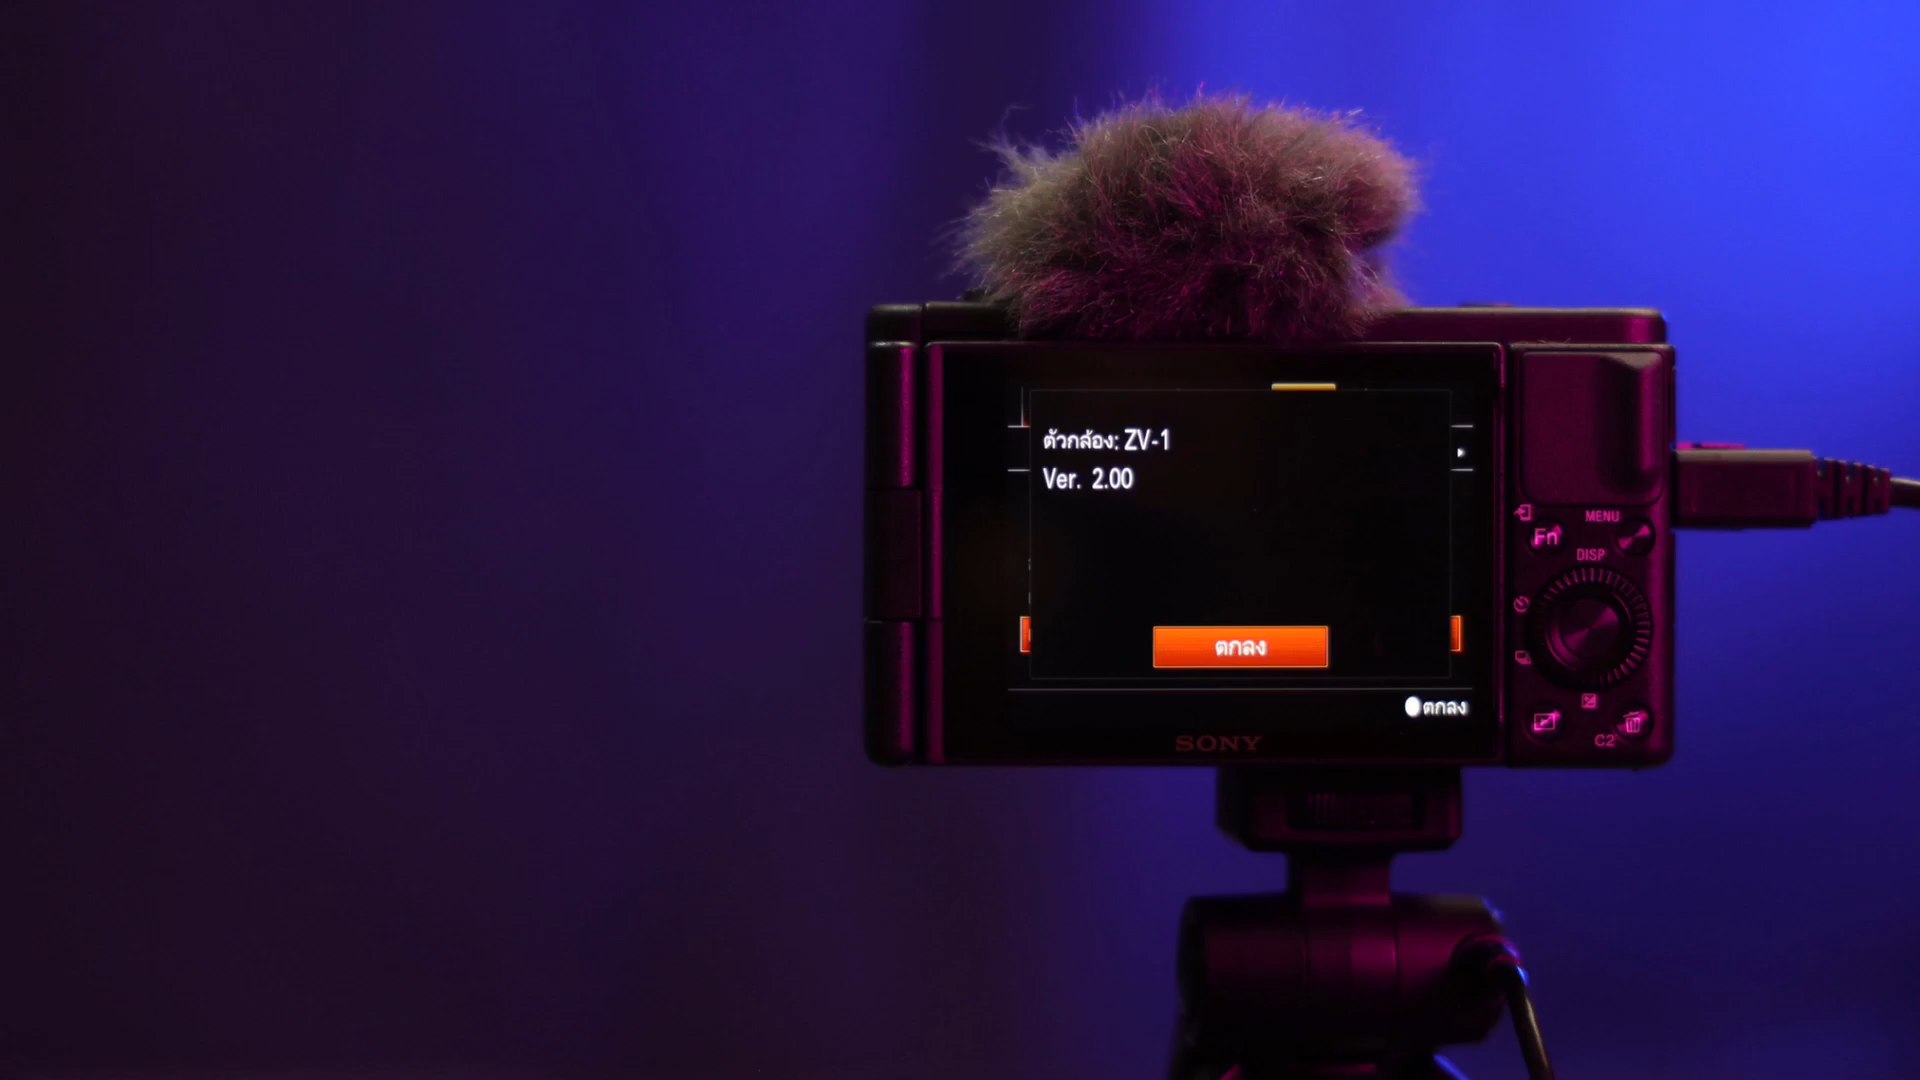 ตัวกล้อง: ZV-1
Ver. 2.00
ตกลง
ตกลง
SONY
MENU
Fn
DISP
C2